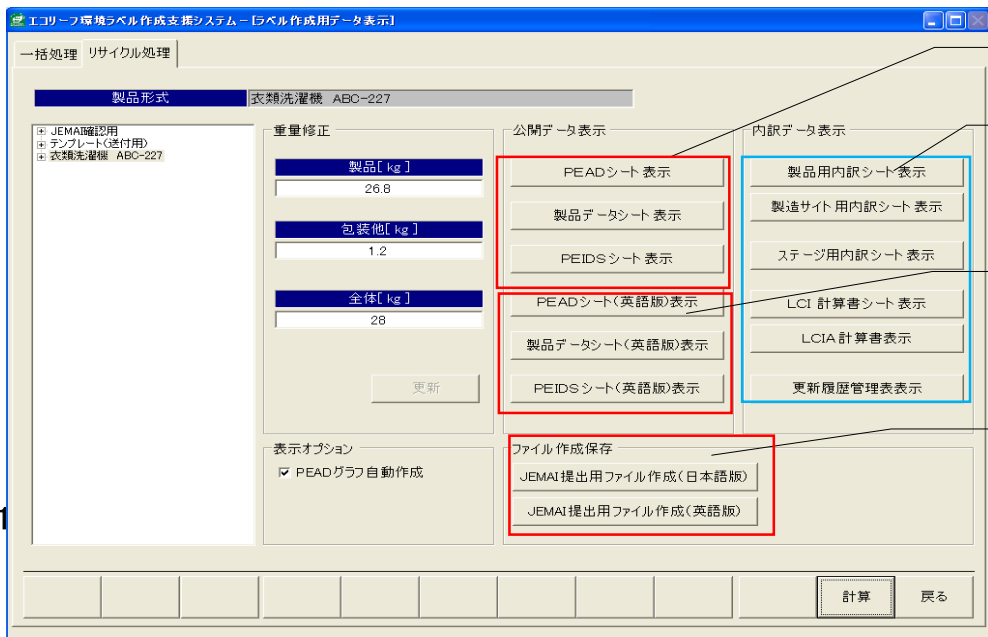 エコリーフ環境ラベル作成支援システム－[ラベル作成用データ表示]
一括処理 リサイクル処理
製品形式 衣類洗濯機 ABC-227
JEMAI確認用
テンプレート(送付用)
衣類洗濯機 ABC-227
重量修正
製品[kg]
26.8
包装他[kg]
1.2
全体[kg]
28
更新
公開データ表示
PEADシート表示
製品データシート表示
PEIDSシート表示
PEADシート(英語版)表示
製品データシート(英語版)表示
PEIDSシート(英語版)表示
内訳データ表示
製品用内訳シート表示
製造サイト用内訳シート表示
ステージ用内訳シート表示
LCI 計算書シート表示
LCIA計算書表示
更新履歴管理表表示
表示オプション
PEADグラフ自動作成
ファイル作成保存
JEMAI提出用ファイル作成(日本語版)
JEMAI提出用ファイル作成(英語版)
1
計算 戻る